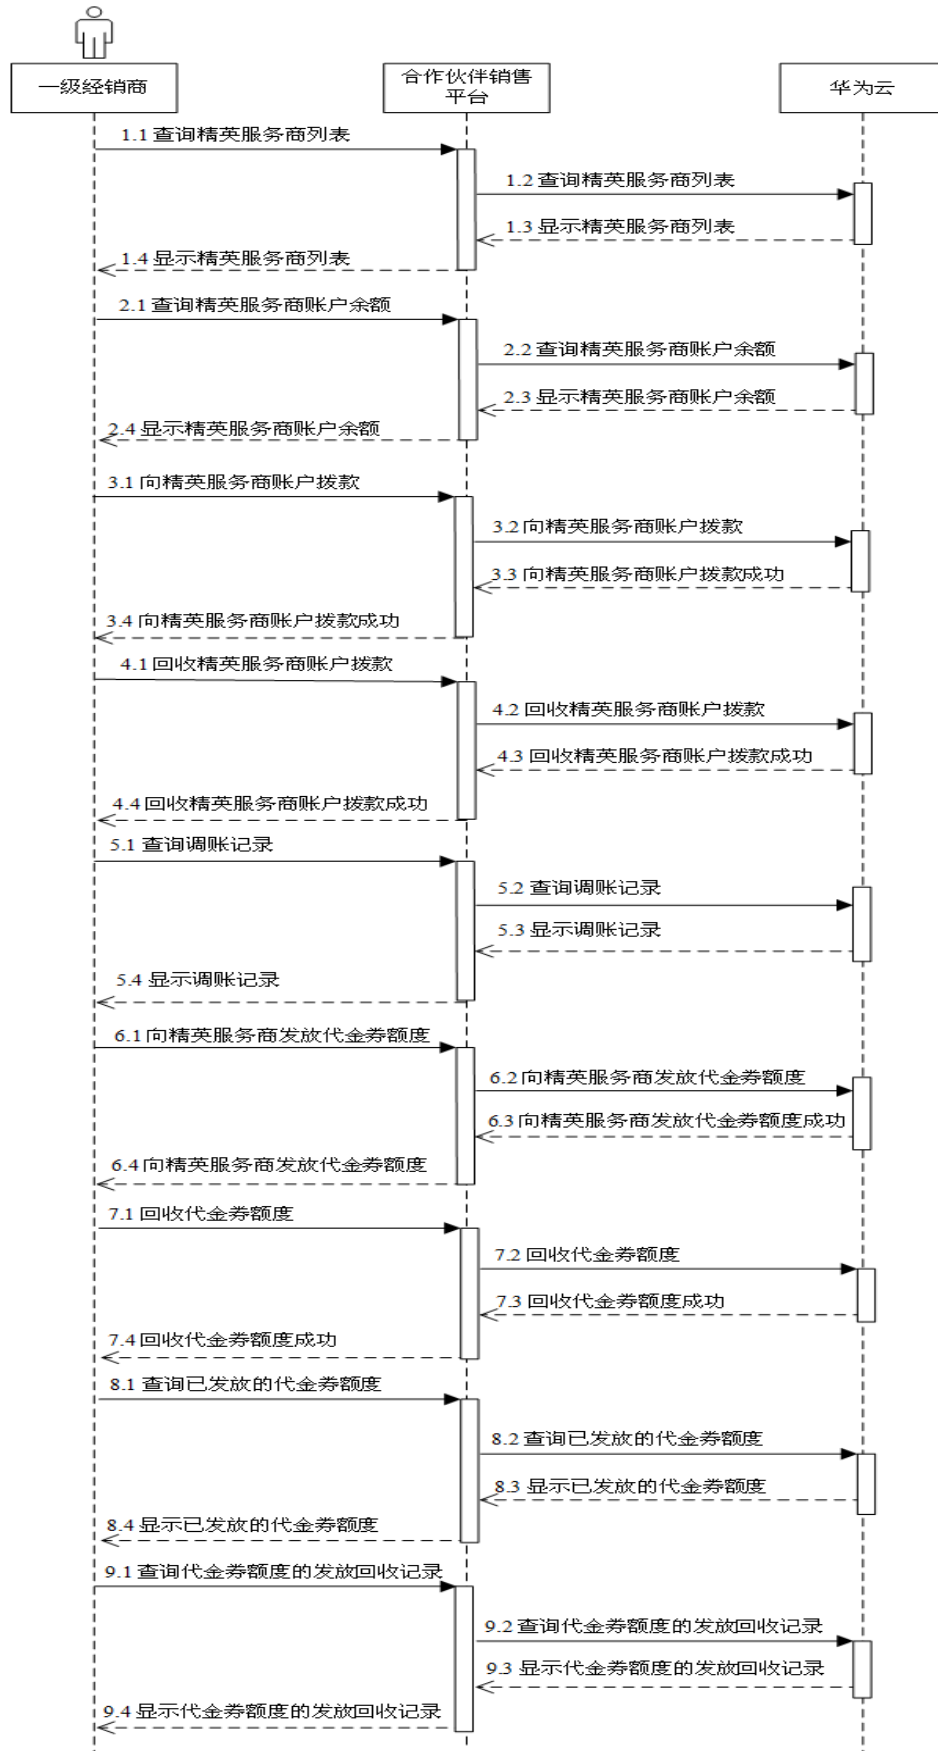 一级经销商
合作伙伴销售
平台
华为云
1.1 查询精英服务商列表
1.2 查询精英服务商列表
1.3 显示精英服务商列表
1.4 显示精英服务商列表
2.1 查询精英服务商账户余额
2.2 查询精英服务商账户余额
2.3 显示精英服务商账户余额
2.4 显示精英服务商账户余额
3.1 向精英服务商账户拨款
3.2 向精英服务商账户拨款
3.3 向精英服务商账户拨款成功
3.4 向精英服务商账户拨款成功
4.1 回收精英服务商账户拨款
4.2 回收精英服务商账户拨款
4.3 回收精英服务商账户拨款成功
4.4 回收精英服务商账户拨款成功
5.1 查询调账记录
5.2 查询调账记录
5.3 显示调账记录
5.4 显示调账记录
6.1 向精英服务商发放代金券额度
6.2 向精英服务商发放代金券额度
6.3 向精英服务商发放代金券额度成功
6.4 向精英服务商发放代金券额度
7.1 回收代金券额度
7.2 回收代金券额度
7.3 回收代金券额度成功
7.4 回收代金券额度成功
8.1 查询已发放的代金券额度
8.2 查询已发放的代金券额度
8.3 显示已发放的代金券额度
8.4 显示已发放的代金券额度
9.1 查询代金券额度的发放回收记录
9.2 查询代金券额度的发放回收记录
9.3 显示代金券额度的发放回收记录
9.4 显示代金券额度的发放回收记录